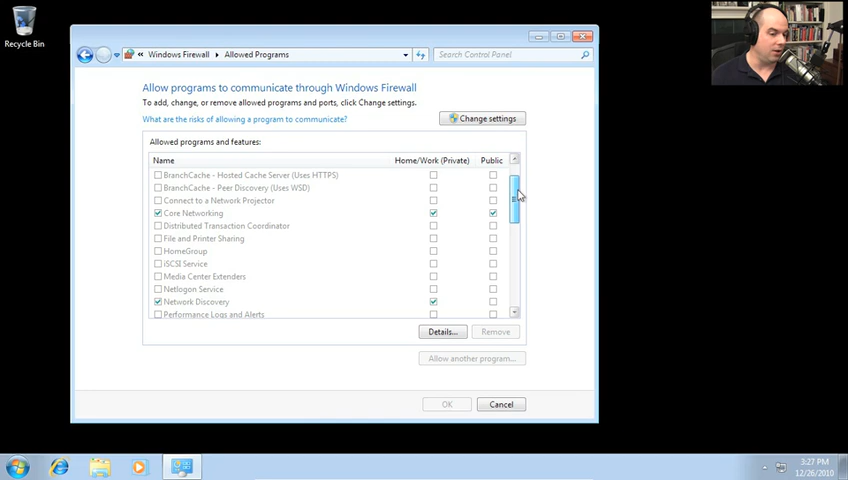 Recycle Bin
Windows Firewall
Allowed Programs
Search Control Panel
Allow programs to communicate through Windows Firewall
To add, change, or remove allowed programs and ports, click Change settings.
What are the risks of allowing a program to communicate?
Change settings
Allowed programs and features:
Name Home/Work (Private) Public
BranchCache - Hosted Cache Server (Uses HTTPS)
BranchCache - Peer Discovery (Uses WSD)
Connect to a Network Projector
Core Networking
Distributed Transaction Coordinator
File and Printer Sharing
HomeGroup
iSCSI Service
Media Center Extenders
Netlogon Service
Network Discovery
Performance Logs and Alerts
Details... Remove
Allow another program...
OK Cancel
3:27 PM
12/26/2010